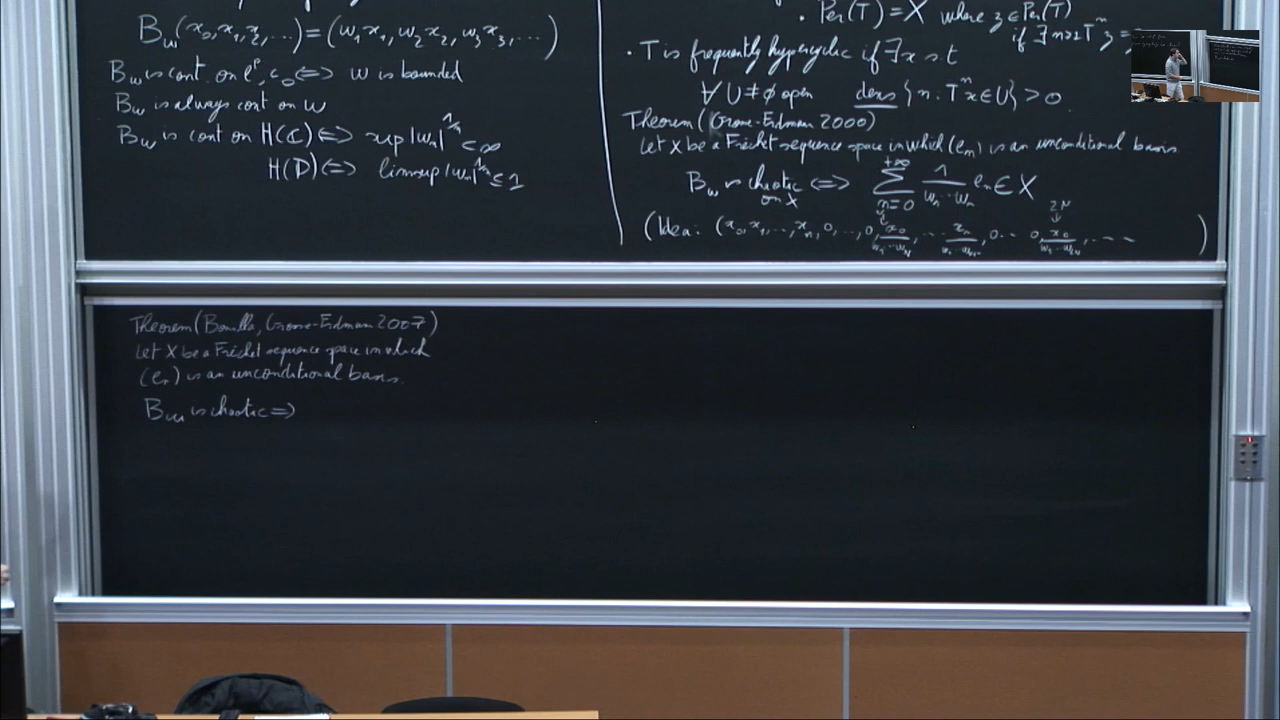 B_w(x_0, x_1, x_2, ...) = (w_1 x_1, w_2 x_2, w_3 x_3, ...)
B_w is cont. on l^p, c_0 <=> w is bounded
B_w is always cont on ω
B_w is cont on H(C) <=> sup |w_n|^{1/n} < ∞
H(D) <=> limsup |w_n|^{1/n} ≤ 1
• Per(T) = X where z ∈ Per(T)
if ∃ n≥1 T^n z =
• T is frequently hypercyclic if ∃ x s.t
∀ U ≠ ∅ open dens {n: T^n x ∈ U} > 0
Theorem (Grosse-Erdmann 2000)
Let X be a Fréchet sequence space in which (e_n) is an unconditional basis.
B_w is chaotic on X <=> Σ_{n=0}^{+∞} 1/(w_1...w_n) e_n ∈ X
(Idea: (x_0, x_1, ..., x_n, 0, ..., 0, x_0/(w_1...w_N), ... 0 ... 0, x_0/(w_1...w_{2N}), ... )
Theorem (Bonilla, Grosse-Erdmann 2007)
Let X be a Fréchet sequence space in which
(e_n) is an unconditional basis.
B_w is chaotic =>